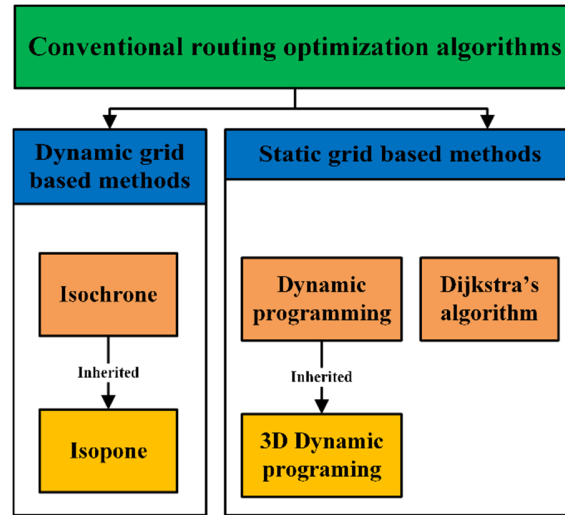 Conventional routing optimization algorithms
Dynamic grid
based methods
Static grid based methods
Isochrone
Inherited
Isopone
Dynamic
programming
Dijkstra's
algorithm
Inherited
3D Dynamic
programing